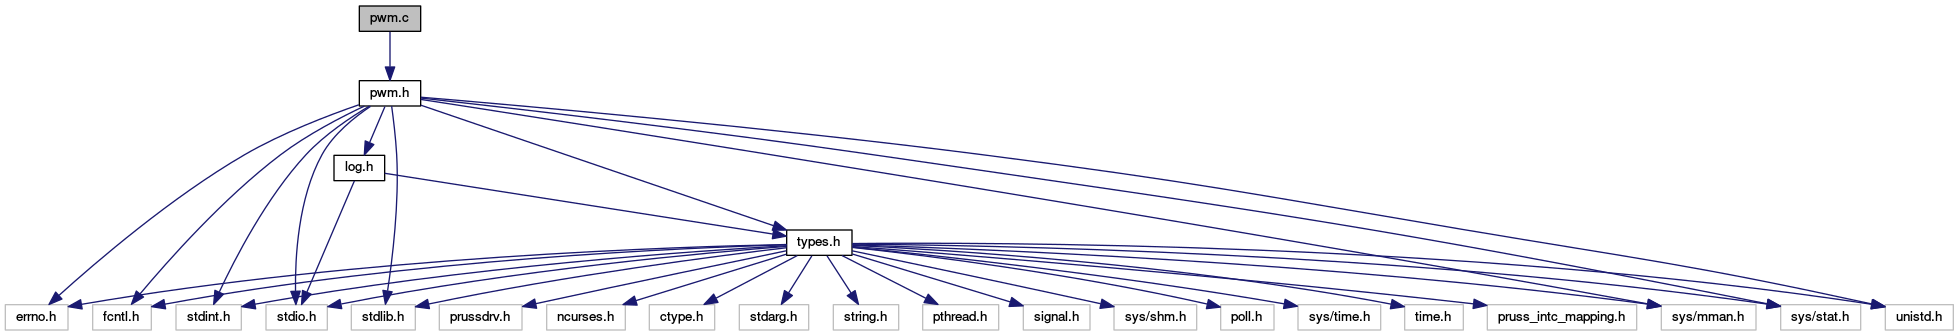 pwm.c
pwm.h
log.h
types.h
errno.h
fcntl.h
stdint.h
stdio.h
stdlib.h
prussdrv.h
ncurses.h
ctype.h
stdarg.h
string.h
pthread.h
signal.h
sys/shm.h
poll.h
sys/time.h
time.h
pruss_intc_mapping.h
sys/mman.h
sys/stat.h
unistd.h